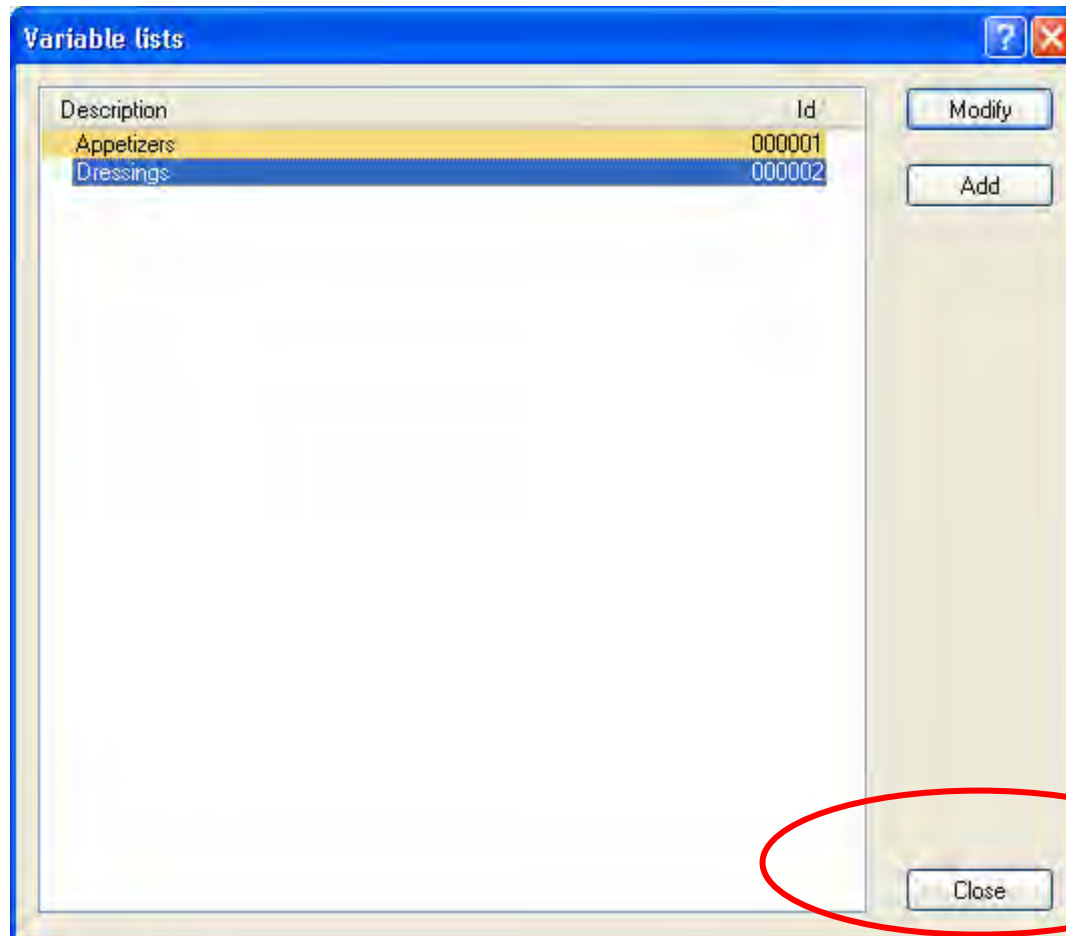 Variable lists ?
Description Id Modify
Appetizers 000001
Dressings 000002
Add
Close